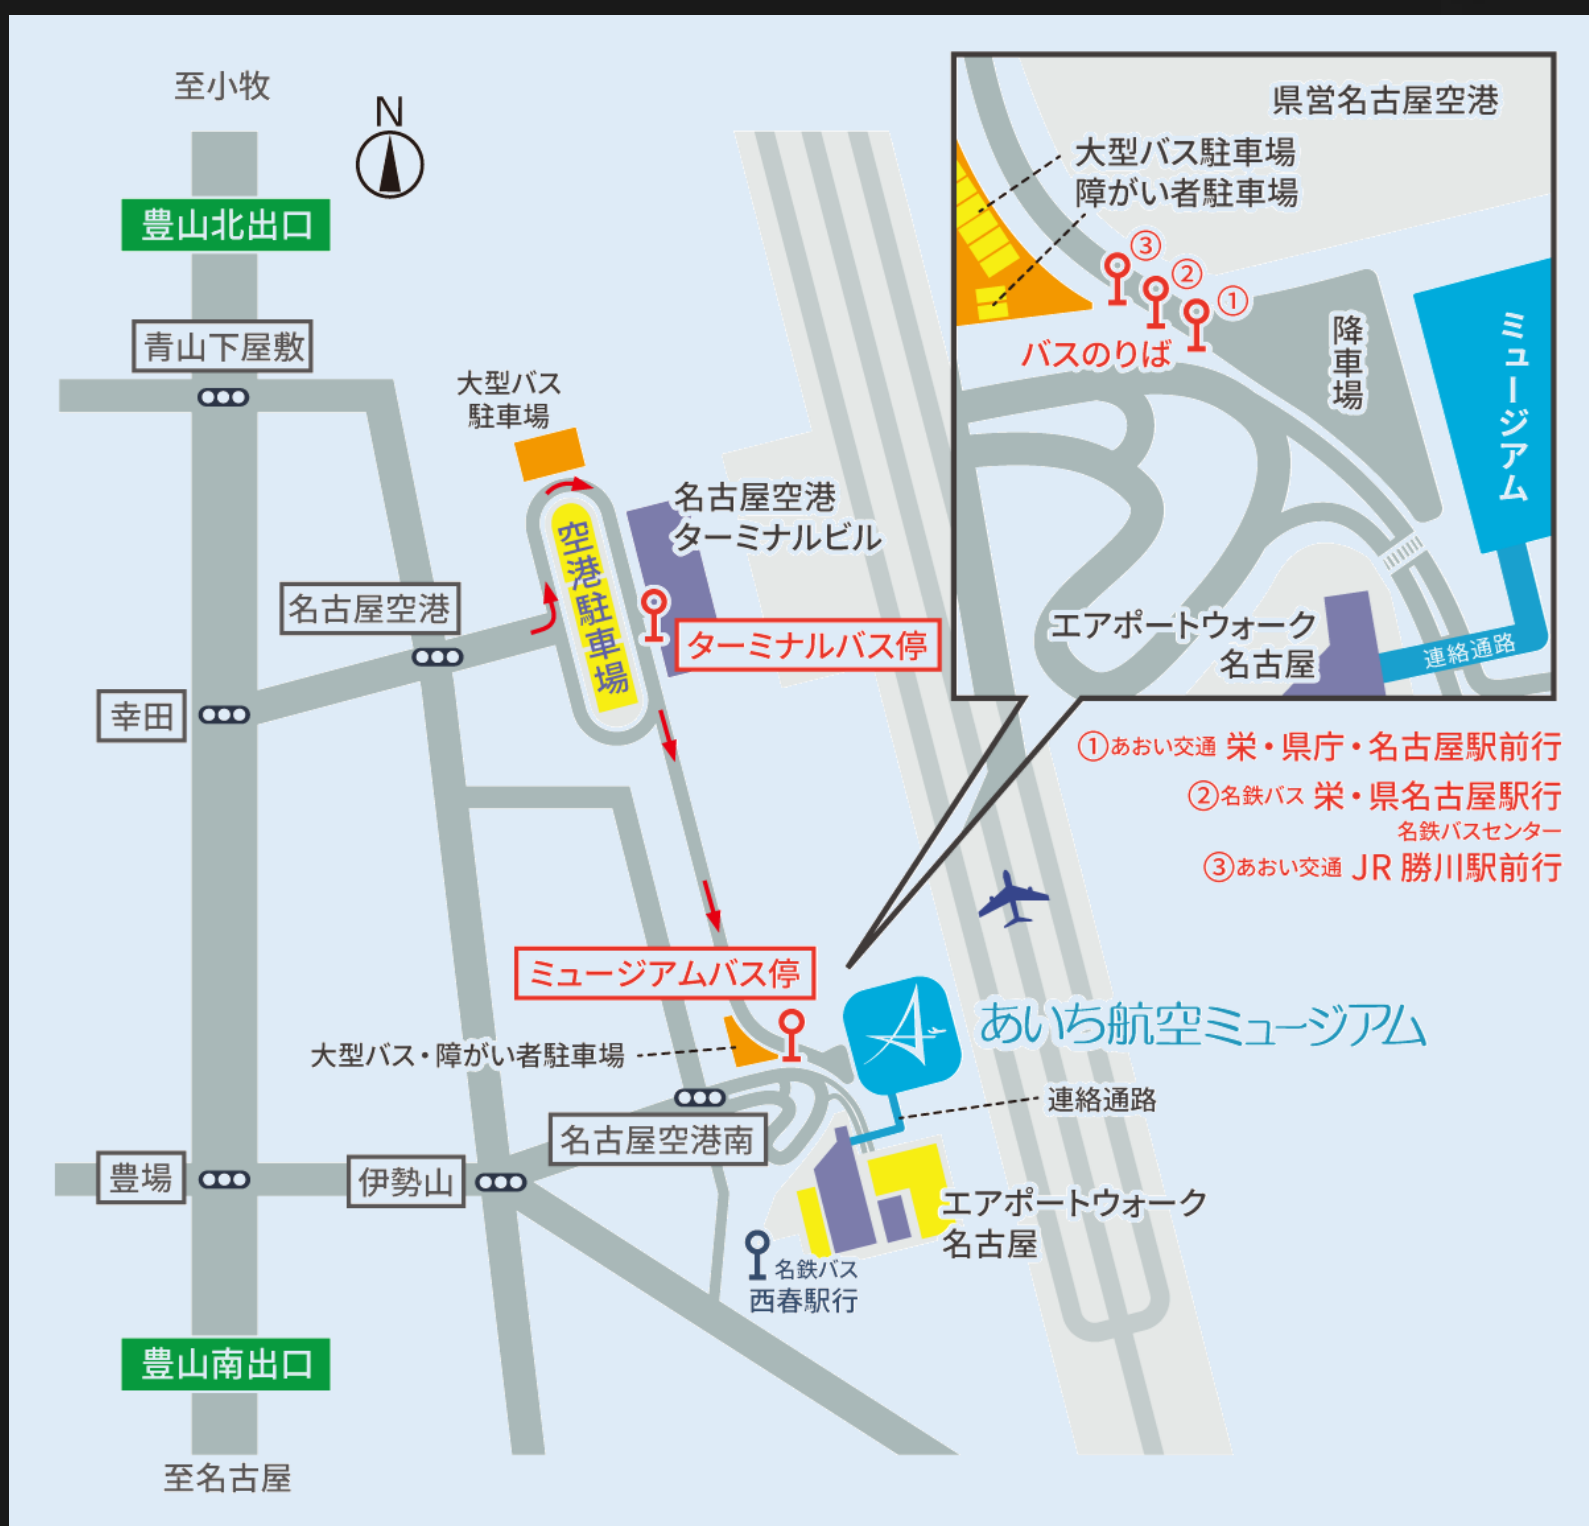 至小牧
N
豊山北出口
青山下屋敷
大型バス
駐車場
名古屋空港
ターミナルビル
空港駐車場
名古屋空港
ターミナルバス停
幸田
県営名古屋空港
大型バス駐車場
障がい者駐車場
③
②
①
バスのりば
降車場
ミュージアム
エアポートウォーク
名古屋
連絡通路
①あおい交通 栄・県庁・名古屋駅前行
②名鉄バス 栄・県名古屋駅行
名鉄バスセンター
③あおい交通 JR 勝川駅前行
ミュージアムバス停
あいち航空ミュージアム
大型バス・障がい者駐車場
連絡通路
名古屋空港南
豊場
伊勢山
エアポートウォーク
名古屋
名鉄バス
西春駅行
豊山南出口
至名古屋